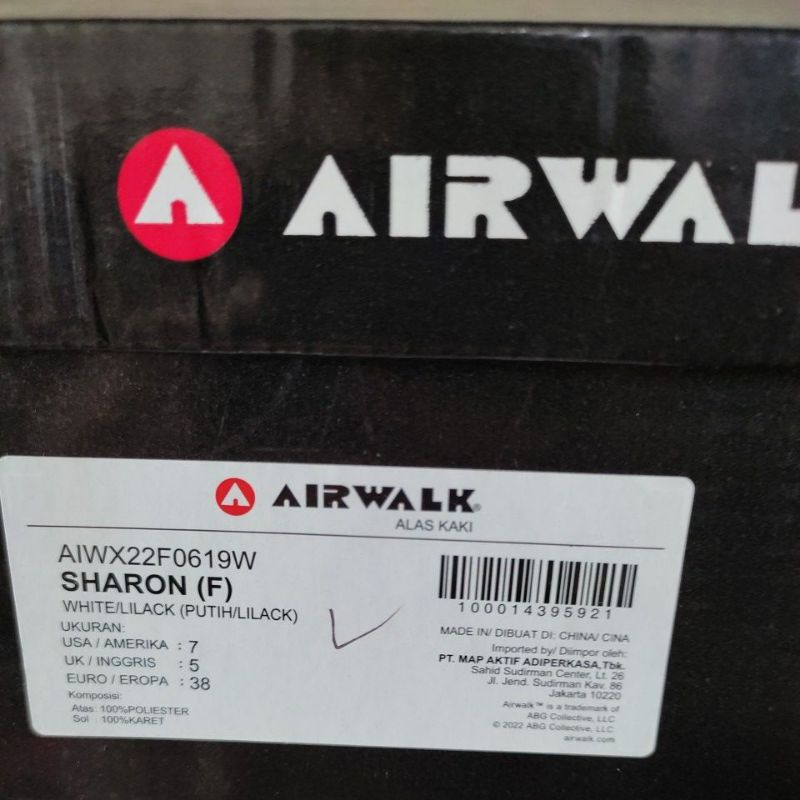 AIRWAL
AIRWALK®
ALAS KAKI
AIWX22F0619W
SHARON (F)
WHITE/LILACK (PUTIH/LILACK)
UKURAN:
USA / AMERIKA : 7
UK / INGGRIS : 5
EURO / EROPA : 38
Komposisi:
Atas: 100%POLIESTER
Sol : 100%KARET
100014395921
MADE IN/ DIBUAT DI: CHINA/ CINA
Imported by/ Diimpor oleh:
PT. MAP AKTIF ADIPERKASA,Tbk.
Sahid Sudirman Center, Lt. 26
Jl. Jend. Sudirman Kav. 86
Jakarta 10220
Airwalk™ is a trademark of
ABG Collective, LLC
© 2022 ABG Collective, LLC
airwalk.com